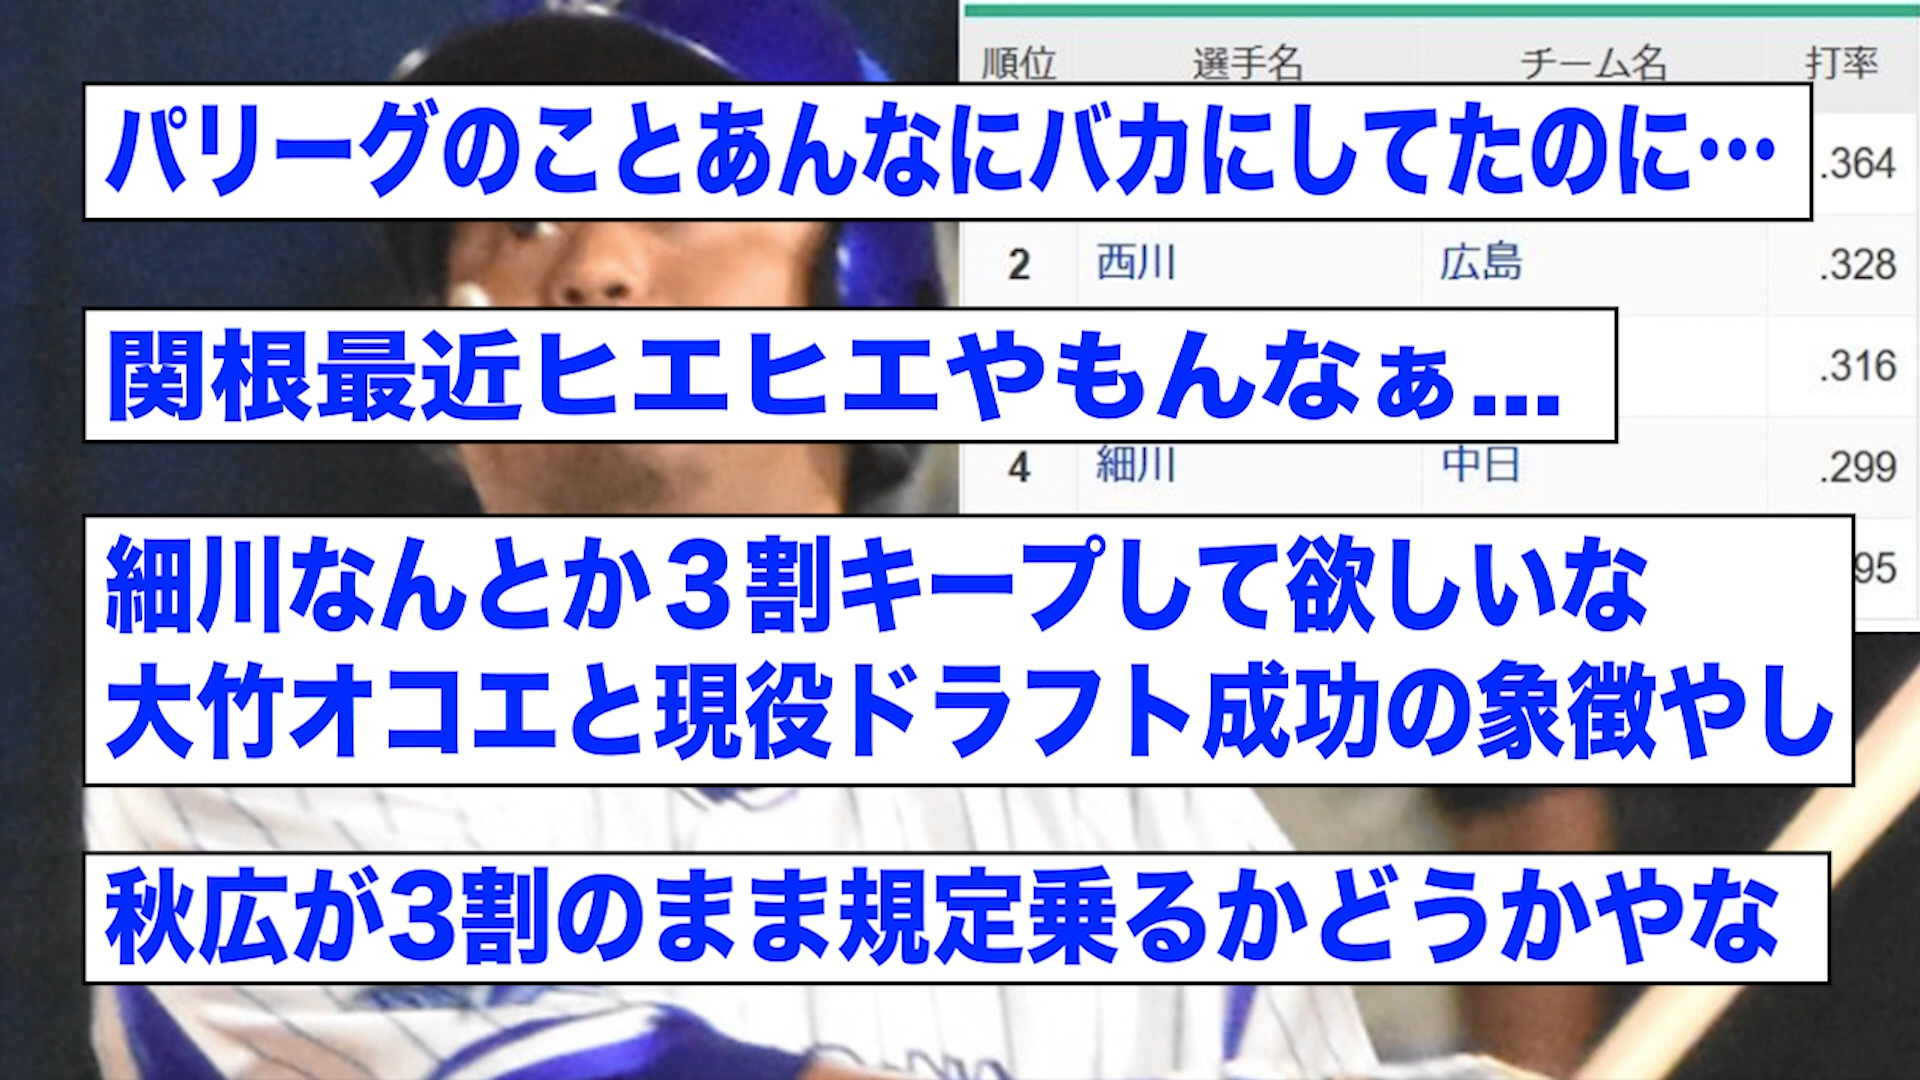 順位 選手名 チーム名 打率
パリーグのことあんなにバカにしてたのに…
.364
2 西川 広島 .328
関根最近ヒエヒエやもんなぁ...
.316
4 細川 中日 .299
細川なんとか３割キープして欲しいな
95
大竹オコエと現役ドラフト成功の象徴やし
秋広が3割のまま規定乗るかどうかやな